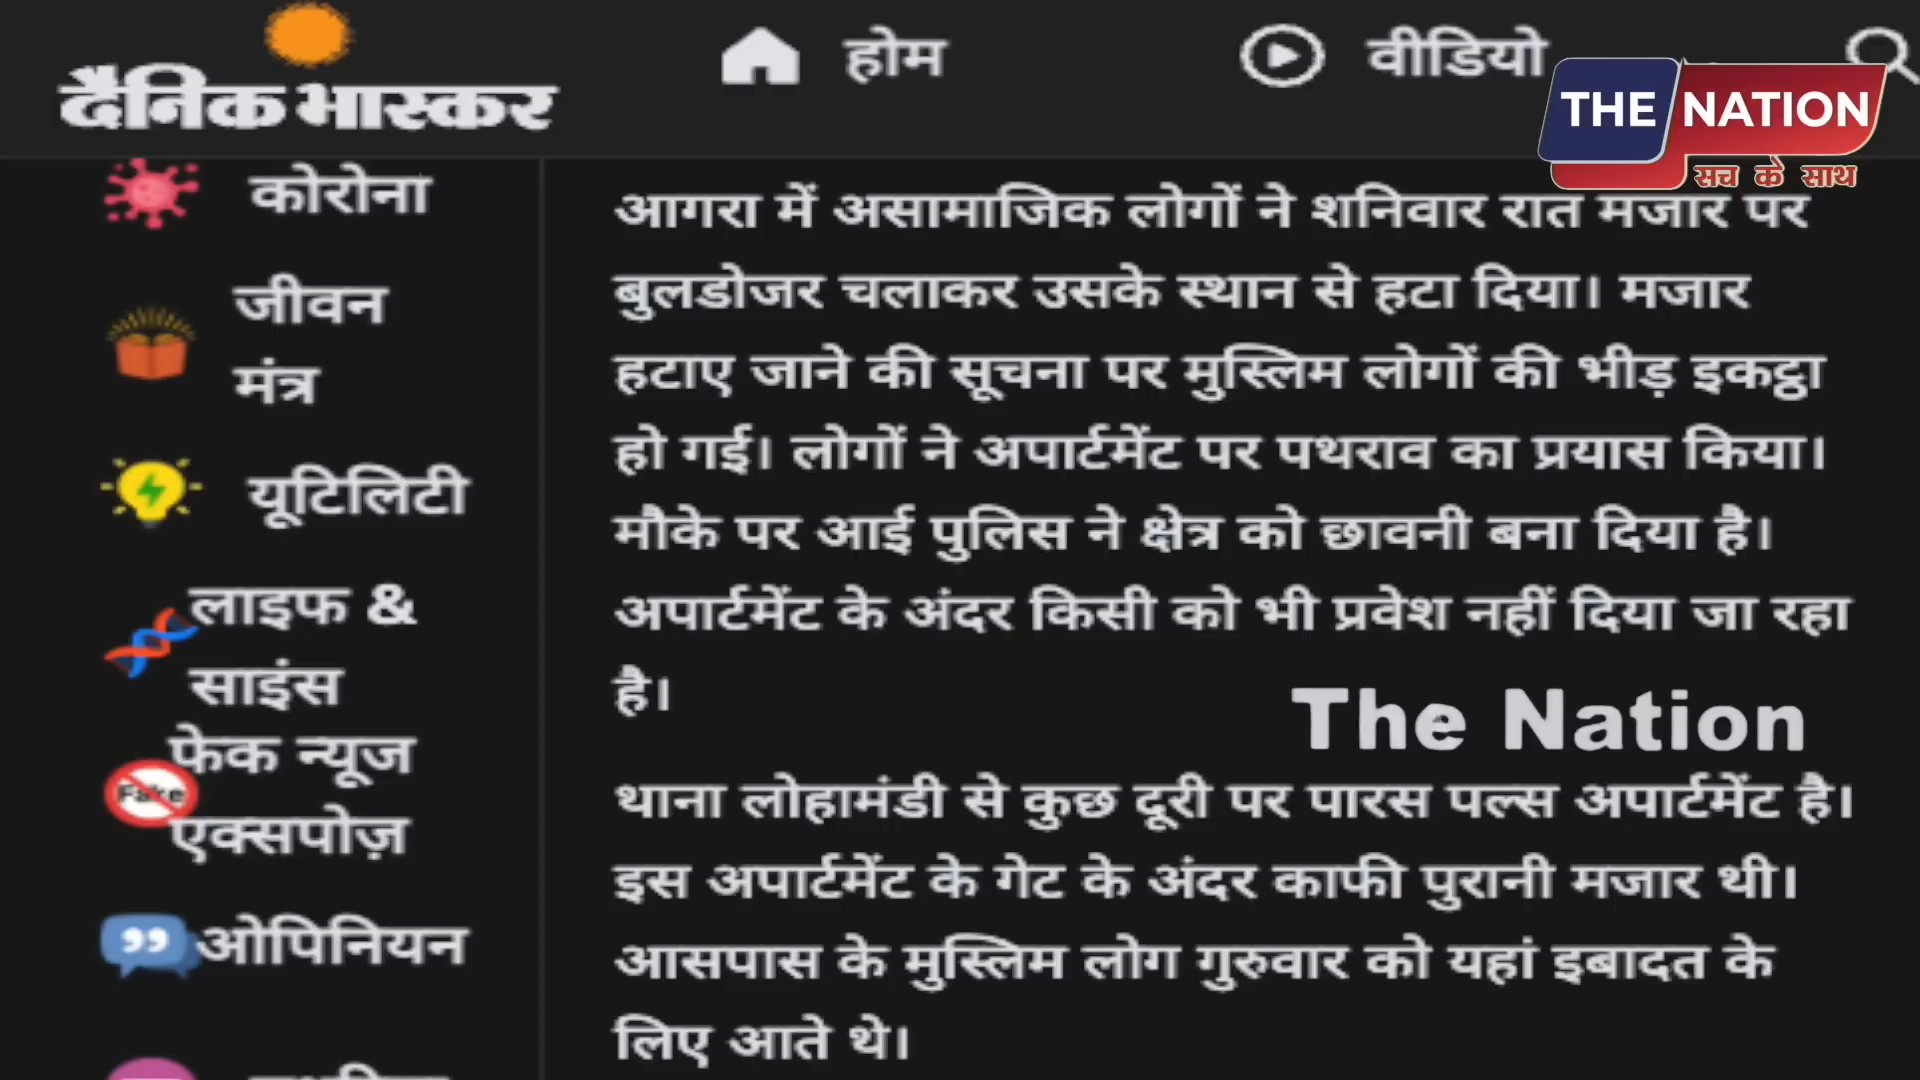 दैनिक भास्कर
होम
वीडियो
THE NATION
सच के साथ
कोरोना
जीवन
मंत्र
यूटिलिटी
लाइफ &
साइंस
फेक न्यूज
Fake
एक्सपोज़
ओपिनियन
आगरा में असामाजिक लोगों ने शनिवार रात मजार पर
बुलडोजर चलाकर उसके स्थान से हटा दिया। मजार
हटाए जाने की सूचना पर मुस्लिम लोगों की भीड़ इकट्ठा
हो गई। लोगों ने अपार्टमेंट पर पथराव का प्रयास किया।
मौके पर आई पुलिस ने क्षेत्र को छावनी बना दिया है।
अपार्टमेंट के अंदर किसी को भी प्रवेश नहीं दिया जा रहा
है।
The Nation
थाना लोहामंडी से कुछ दूरी पर पारस पल्स अपार्टमेंट है।
इस अपार्टमेंट के गेट के अंदर काफी पुरानी मजार थी।
आसपास के मुस्लिम लोग गुरुवार को यहां इबादत के
लिए आते थे।